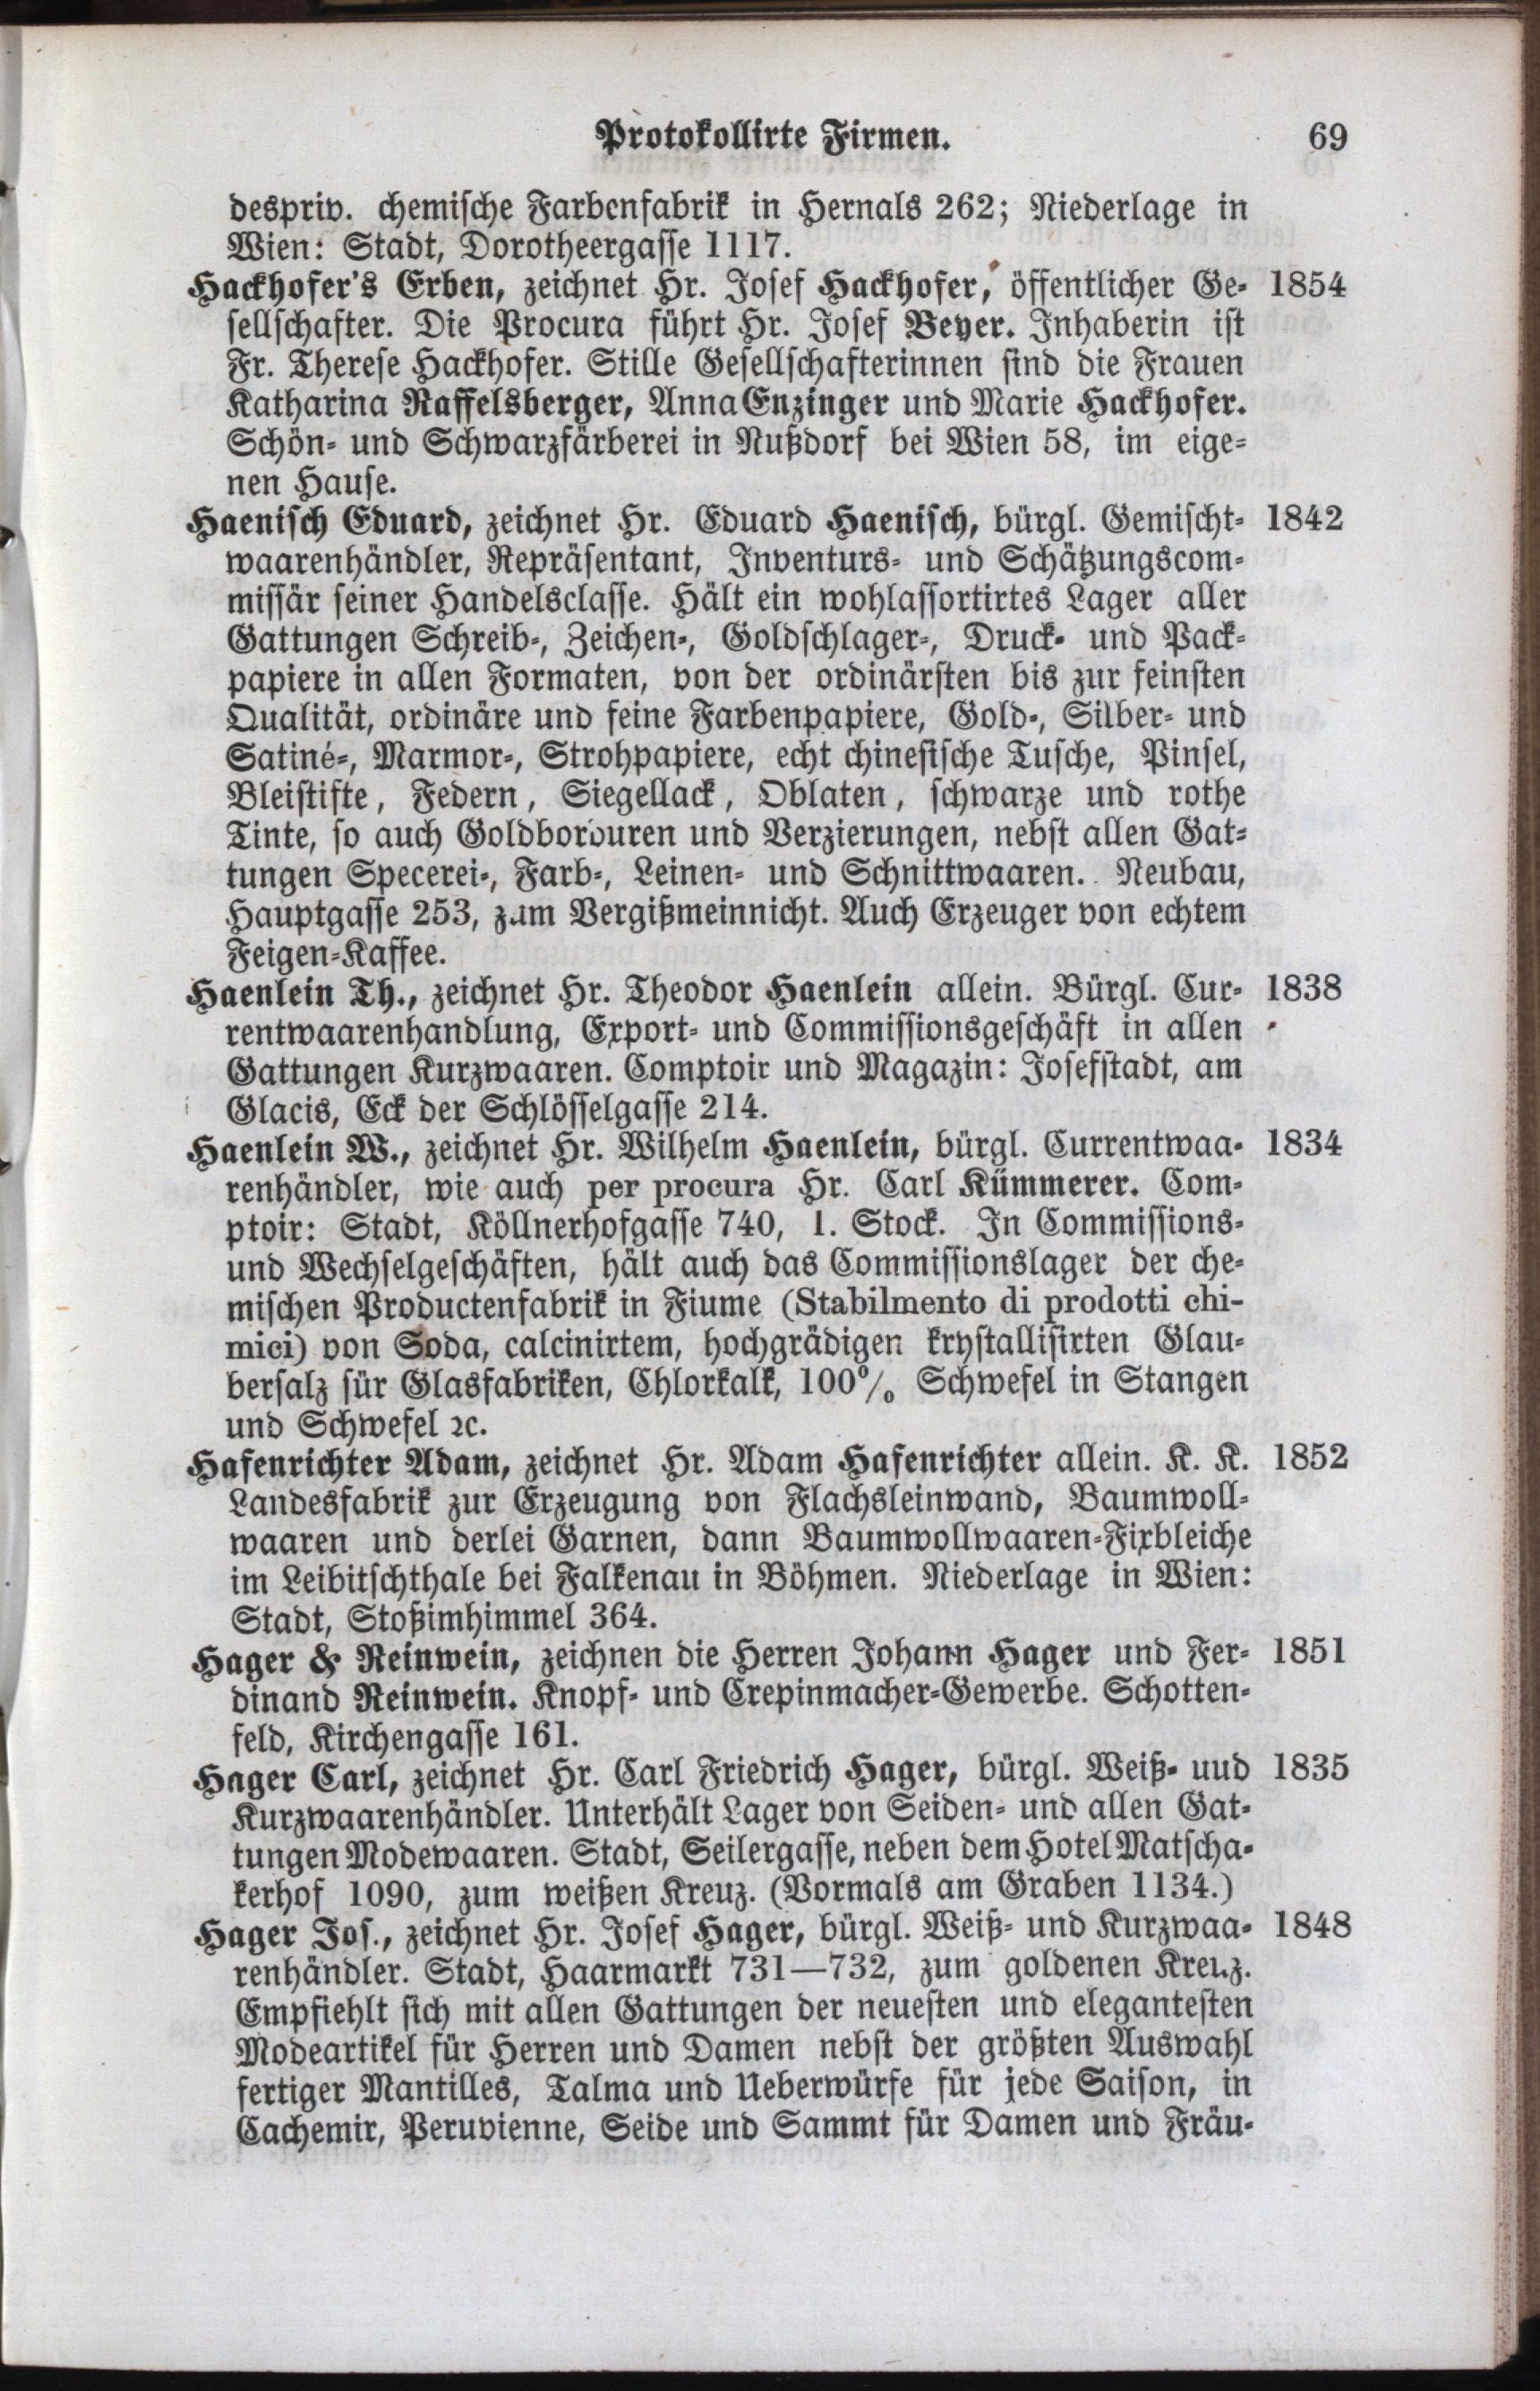 Protokollirte Firmen. 69
despriv. chemische Farbenfabrik in Hernals 262; Niederlage in
Wien: Stadt, Dorotheergasse 1117.
Hackhofer's Erben, zeichnet Hr. Josef Hackhofer, öffentlicher Ge- 1854
sellschafter. Die Procura führt Hr. Josef Beyer. Inhaberin ist
Fr. Therese Hackhofer. Stille Gesellschafterinnen sind die Frauen
Katharina Raffelsberger, Anna Enzinger und Marie Hackhofer.
Schön- und Schwarzfärberei in Nußdorf bei Wien 58, im eige-
nen Hause.
Haenisch Eduard, zeichnet Hr. Eduard Haenisch, bürgl. Gemischt- 1842
waarenhändler, Repräsentant, Inventurs- und Schätzungscom-
missär seiner Handelsclasse. Hält ein wohlassortirtes Lager aller
Gattungen Schreib-, Zeichen-, Goldschlager-, Druck- und Pack-
papiere in allen Formaten, von der ordinärsten bis zur feinsten
Qualität, ordinäre und feine Farbenpapiere, Gold-, Silber- und
Satiné-, Marmor-, Strohpapiere, echt chinesische Tusche, Pinsel,
Bleistifte, Federn, Siegellack, Oblaten, schwarze und rothe
Tinte, so auch Goldborduren und Verzierungen, nebst allen Gat-
tungen Specerei-, Farb-, Leinen- und Schnittwaaren. Neubau,
Hauptgasse 253, zum Vergißmeinnicht. Auch Erzeuger von echtem
Feigen-Kaffee.
Haenlein Th., zeichnet Hr. Theodor Haenlein allein. Bürgl. Cur- 1838
rentwaarenhandlung, Export- und Commissionsgeschäft in allen
Gattungen Kurzwaaren. Comptoir und Magazin: Josefstadt, am
Glacis, Eck der Schlösselgasse 214.
Haenlein W., zeichnet Hr. Wilhelm Haenlein, bürgl. Currentwaa- 1834
renhändler, wie auch per procura Hr. Carl Kümmerer. Com-
ptoir: Stadt, Köllnerhofgasse 740, 1. Stock. In Commissions-
und Wechselgeschäften, hält auch das Commissionslager der che-
mischen Productenfabrik in Fiume (Stabilmento di prodotti chi-
mici) von Soda, calcinirtem, hochgrädigen krystallisirten Glau-
bersalz für Glasfabriken, Chlorkalk, 100% Schwefel in Stangen
und Schwefel ꝛc.
Hafenrichter Adam, zeichnet Hr. Adam Hafenrichter allein. K. K. 1852
Landesfabrik zur Erzeugung von Flachsleinwand, Baumwoll-
waaren und derlei Garnen, dann Baumwollwaaren-Fixbleiche
im Leibitschthale bei Falkenau in Böhmen. Niederlage in Wien:
Stadt, Stoßimhimmel 364.
Hager & Reinwein, zeichnen die Herren Johann Hager und Fer- 1851
dinand Reinwein. Knopf- und Crepinmacher-Gewerbe. Schotten-
feld, Kirchengasse 161.
Hager Carl, zeichnet Hr. Carl Friedrich Hager, bürgl. Weiß- uud 1835
Kurzwaarenhändler. Unterhält Lager von Seiden- und allen Gat-
tungen Modewaaren. Stadt, Seilergasse, neben dem Hotel Matscha-
kerhof 1090, zum weißen Kreuz. (Vormals am Graben 1134.)
Hager Jos., zeichnet Hr. Josef Hager, bürgl. Weiß- und Kurzwaa- 1848
renhändler. Stadt, Haarmarkt 731—732, zum goldenen Kreuz.
Empfiehlt sich mit allen Gattungen der neuesten und elegantesten
Modeartikel für Herren und Damen nebst der größten Auswahl
fertiger Mantilles, Talma und Ueberwürfe für jede Saison, in
Cachemir, Peruvienne, Seide und Sammt für Damen und Fräu-